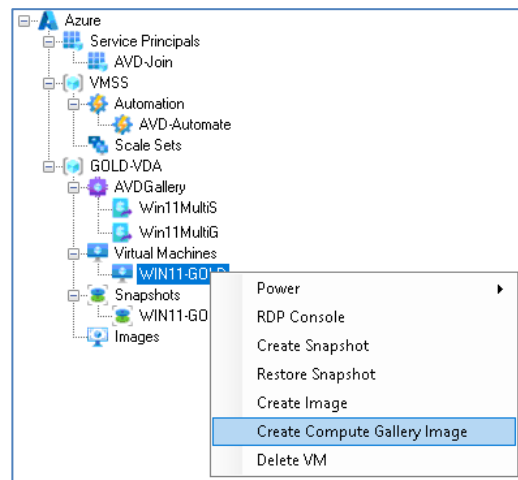 Azure
Service Principals
AVD-Join
VMSS
Automation
AVD-Automate
Scale Sets
GOLD-VDA
AVDGallery
Win11MultiS
Win11MultiG
Virtual Machines
WIN11-GOLD
Snapshots
WIN11-GO
Images
Power
RDP Console
Create Snapshot
Restore Snapshot
Create Image
Create Compute Gallery Image
Delete VM